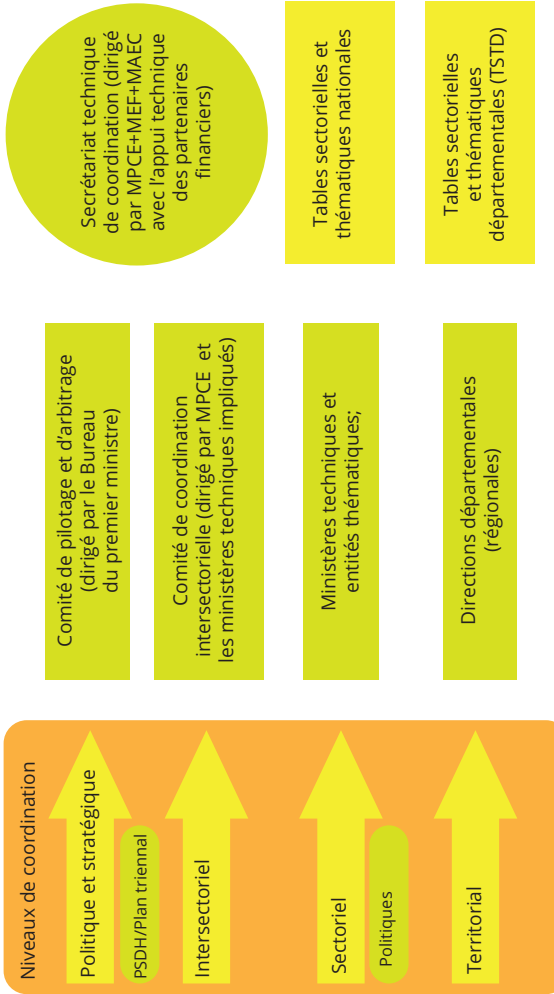 Niveaux de coordination
Politique et stratégique
PSDH/Plan triennal
Intersectoriel
Sectoriel
Politiques
Territorial
Comité de pilotage et d’arbitrage
(dirigé par le Bureau
du premier ministre)
Comité de coordination
intersectorielle (dirigé par MPCE et
les ministères techniques impliqués)
Ministères techniques et
entités thématiques;
Directions départementales
(régionales)
Secrétariat technique
de coordination (dirigé
par MPCE+MEF+MAEC
avec l’appui technique
des partenaires
financiers)
Tables sectorielles et
thématiques nationales
Tables sectorielles
et thématiques
départementales (TSTD)